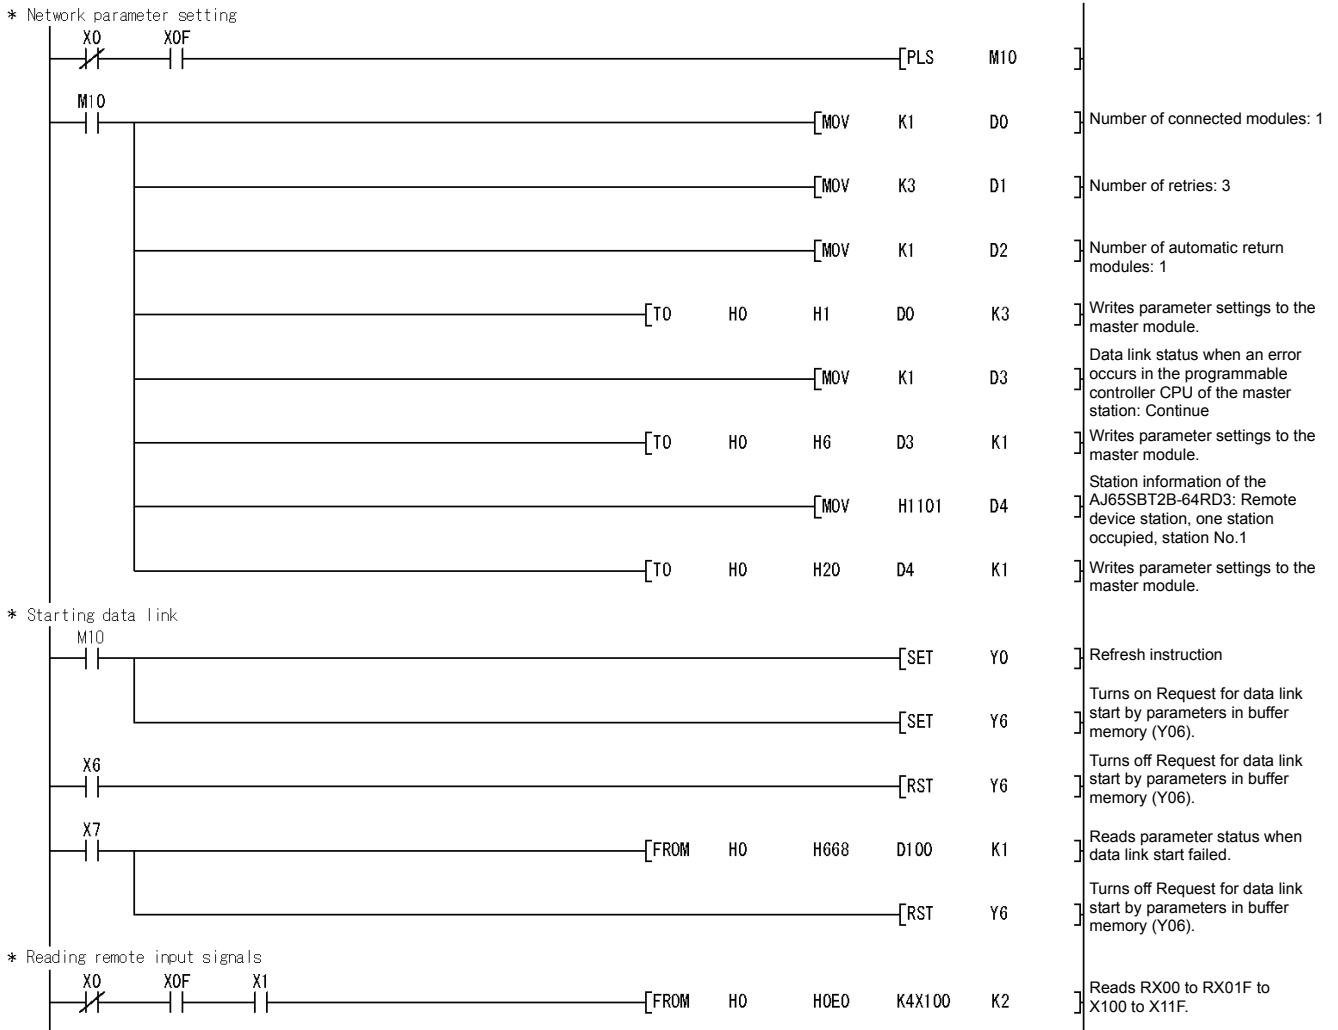 * Network parameter setting
X0 X0F
[PLS M10 ]
M10
[MOV K1 D0 ] Number of connected modules: 1
[MOV K3 D1 ] Number of retries: 3
[MOV K1 D2 ] Number of automatic return
modules: 1
[TO H0 H1 D0 K3 ] Writes parameter settings to the
master module.
Data link status when an error
occurs in the programmable
[MOV K1 D3 ] controller CPU of the master
station: Continue
[TO H0 H6 D3 K1 ] Writes parameter settings to the
master module.
Station information of the
[MOV H1101 D4 ] AJ65SBT2B-64RD3: Remote
device station, one station
occupied, station No.1
[TO H0 H20 D4 K1 ] Writes parameter settings to the
master module.
* Starting data link
M10
[SET Y0 ] Refresh instruction
Turns on Request for data link
[SET Y6 ] start by parameters in buffer
memory (Y06).
X6
Turns off Request for data link
[RST Y6 ] start by parameters in buffer
memory (Y06).
X7
[FROM H0 H668 D100 K1 ] Reads parameter status when
data link start failed.
Turns off Request for data link
[RST Y6 ] start by parameters in buffer
memory (Y06).
* Reading remote input signals
X0 X0F X1
[FROM H0 H0E0 K4X100 K2 ] Reads RX00 to RX01F to
X100 to X11F.